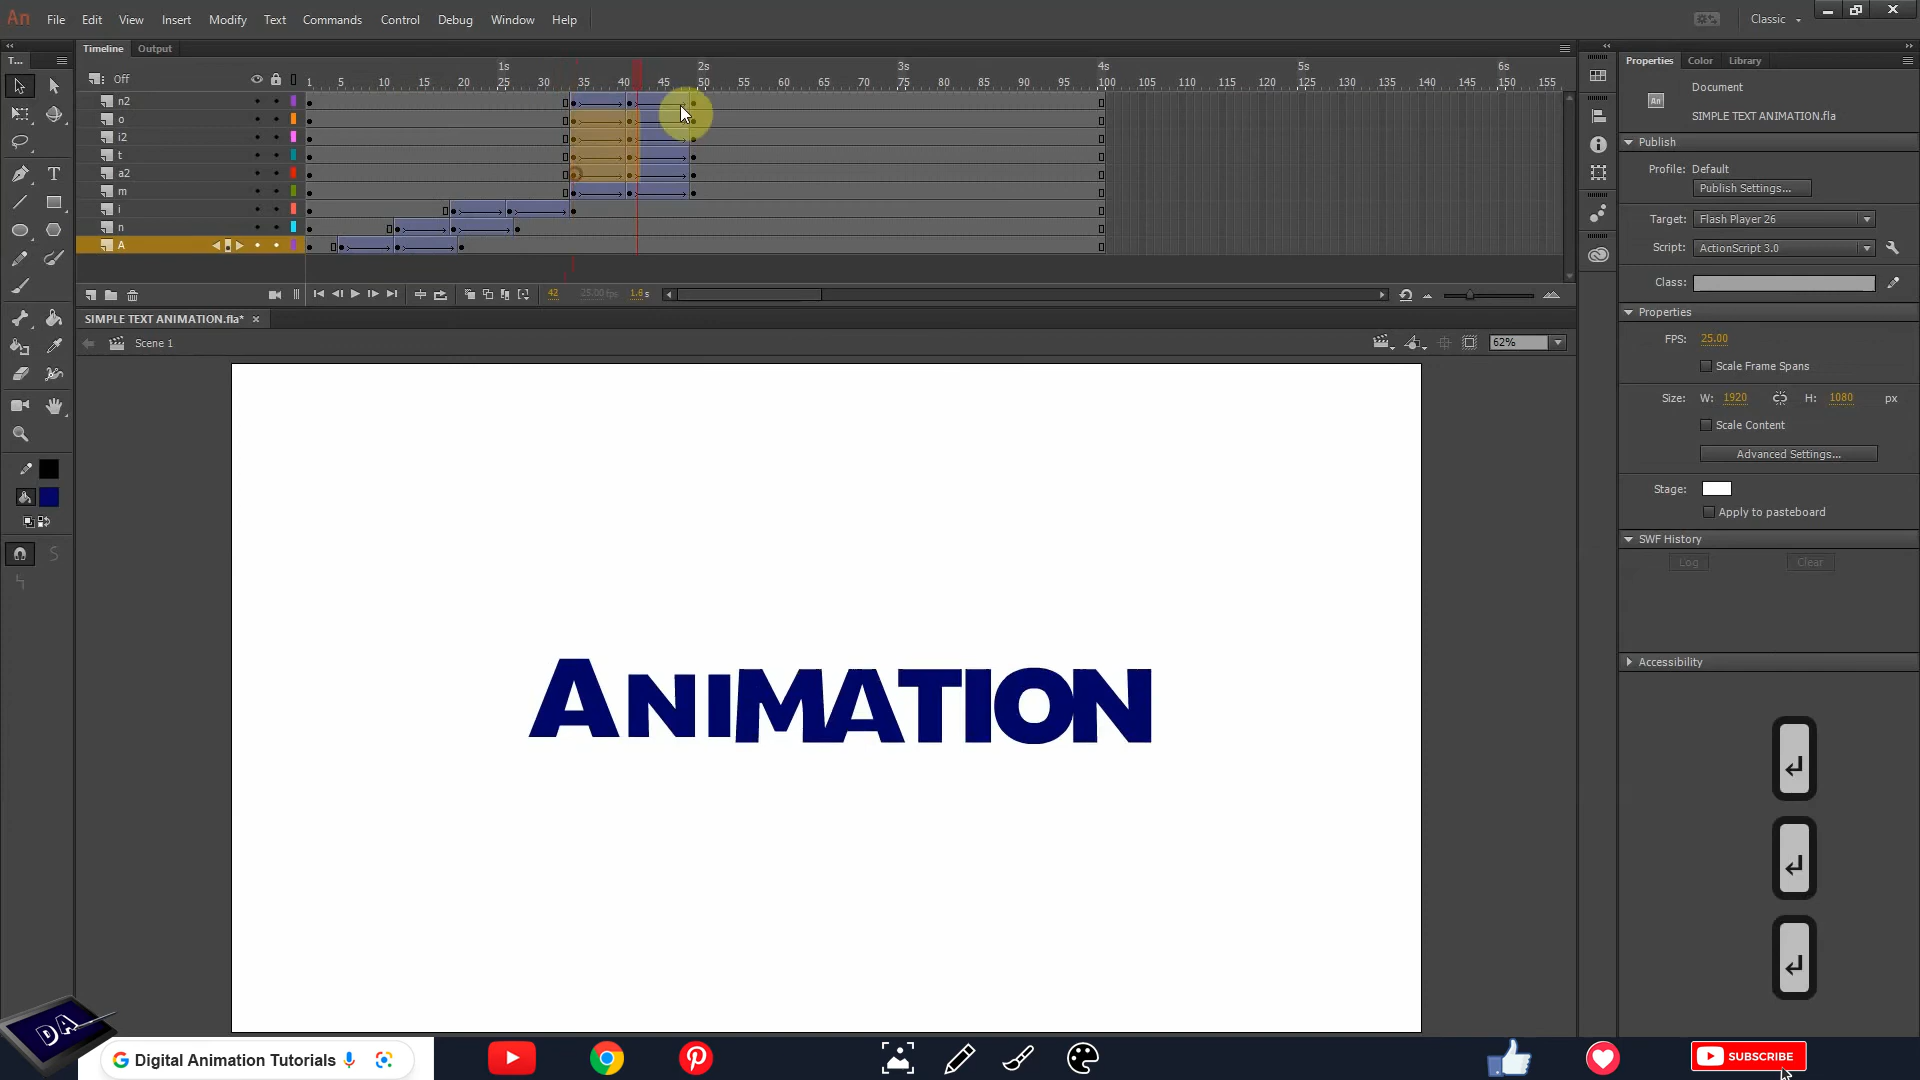 An File Edit View Insert Modify Text Commands Control Debug Window Help Classic
T... Timeline Output Properties Color Library
Off 1s 2s 3s 4s 5s 6s
1 5 10 15 20 25 30 35 40 45 50 55 60 65 70 75 80 85 90 95 100 105 110 115 120 125 130 135 140 145 150 155
n2
o
i2
t
a2
m
i
n
A
42 25.00 fps 1.6 s
SIMPLE TEXT ANIMATION.fla*
Scene 1 62%
ANIMATION
Document
An SIMPLE TEXT ANIMATION.fla
Publish
Profile: Default
Publish Settings...
Target: Flash Player 26
Script: ActionScript 3.0
Class:
Properties
FPS: 25.00
Scale Frame Spans
Size: W: 1920 H: 1080 px
Scale Content
Advanced Settings...
Stage:
Apply to pasteboard
SWF History
Log Clear
Accessibility
DA
Digital Animation Tutorials
SUBSCRIBE